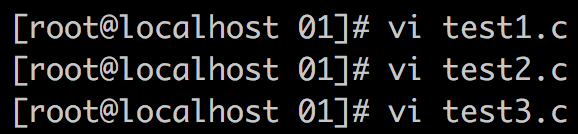 [root@localhost 01]# vi test1.c
[root@localhost 01]# vi test2.c
[root@localhost 01]# vi test3.c